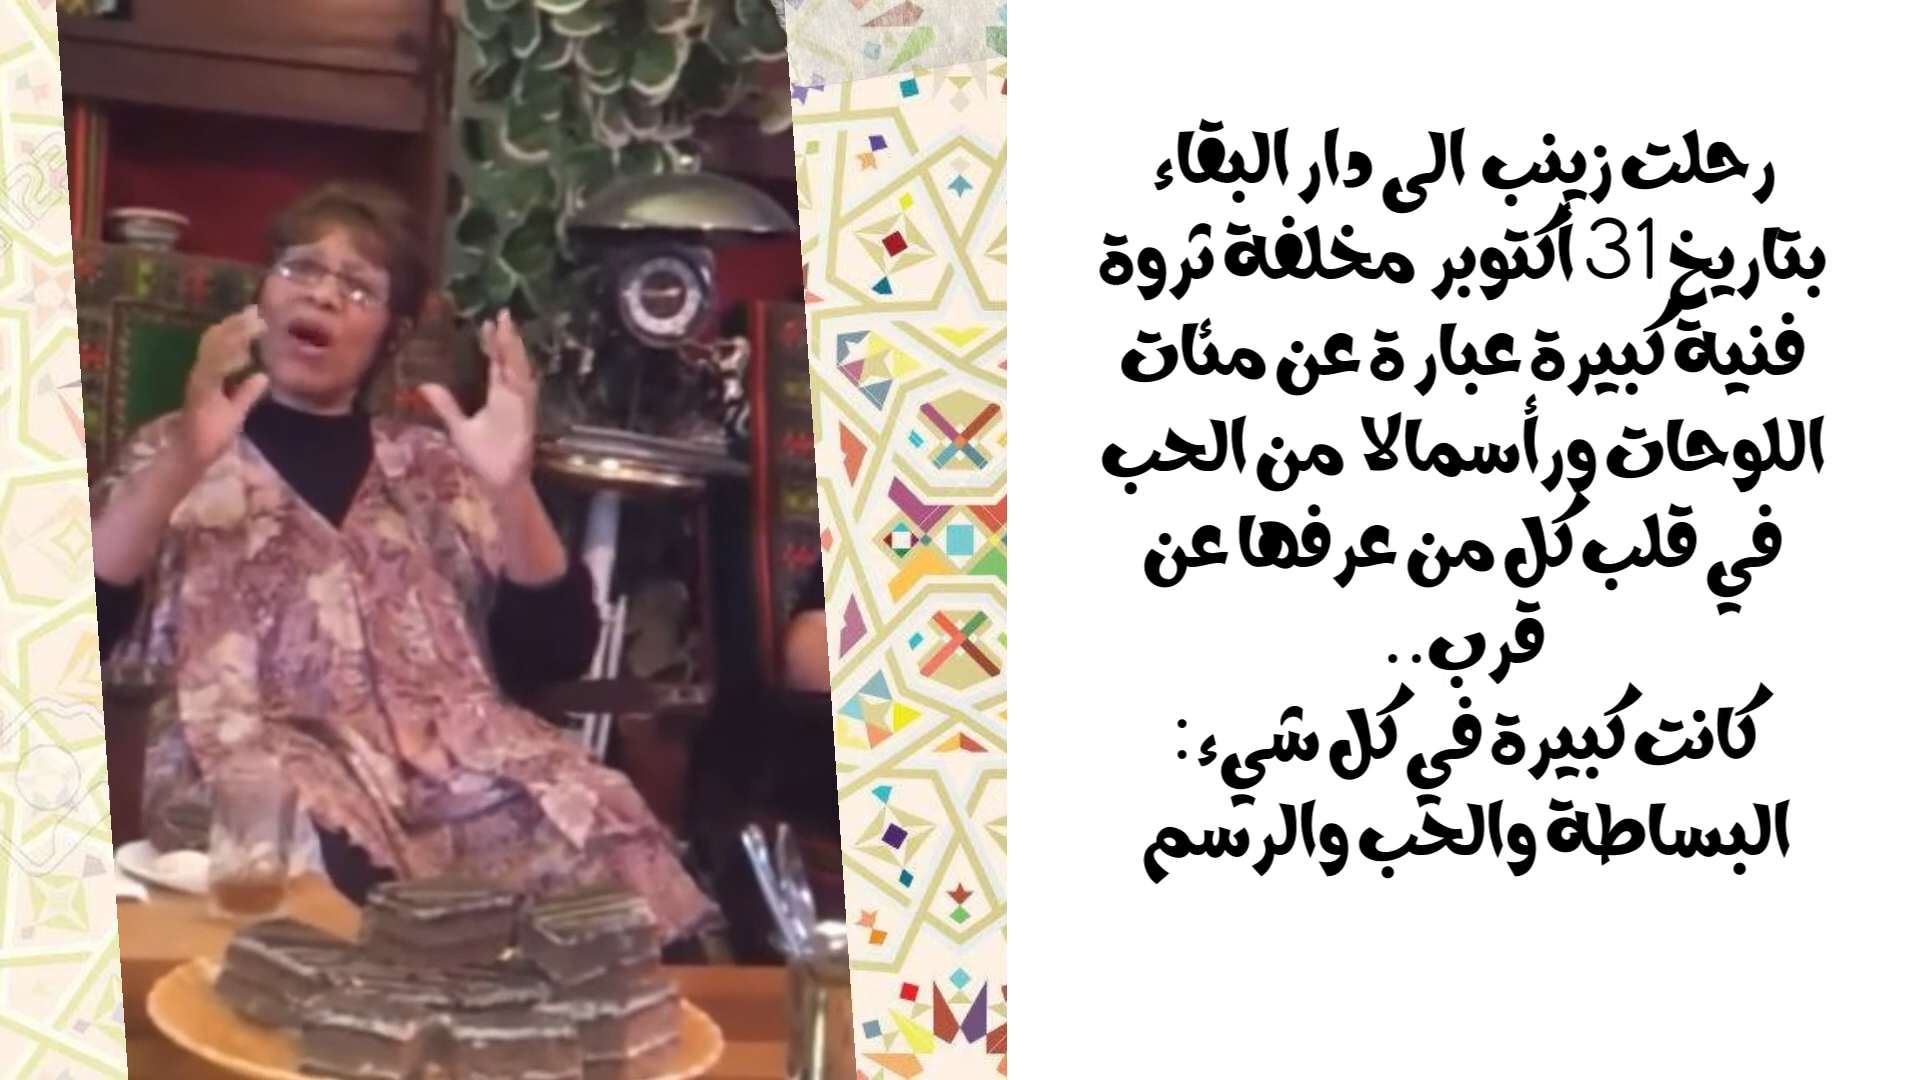 رحلت زينب الى دار البقاء
بتاريخ 31 أكتوبر مخلفة ثروة
فنية كبيرة عبارة عن مئات
اللوحات ورأسمالا من الحب
في قلب كل من عرفها عن
قرب..
كانت كبيرة في كل شيء:
البساطة والحب والرسم